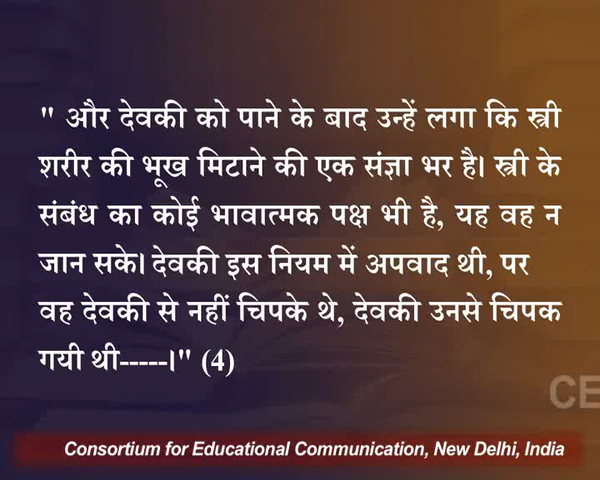 " और देवकी को पाने के बाद उन्हें लगा कि स्त्री
शरीर की भूख मिटाने की एक संज्ञा भर है। स्त्री के
संबंध का कोई भावात्मक पक्ष भी है, यह वह न
जान सके। देवकी इस नियम में अपवाद थी, पर
वह देवकी से नहीं चिपके थे, देवकी उनसे चिपक
गयी थी-----।" (4)
CE
Consortium for Educational Communication, New Delhi, India